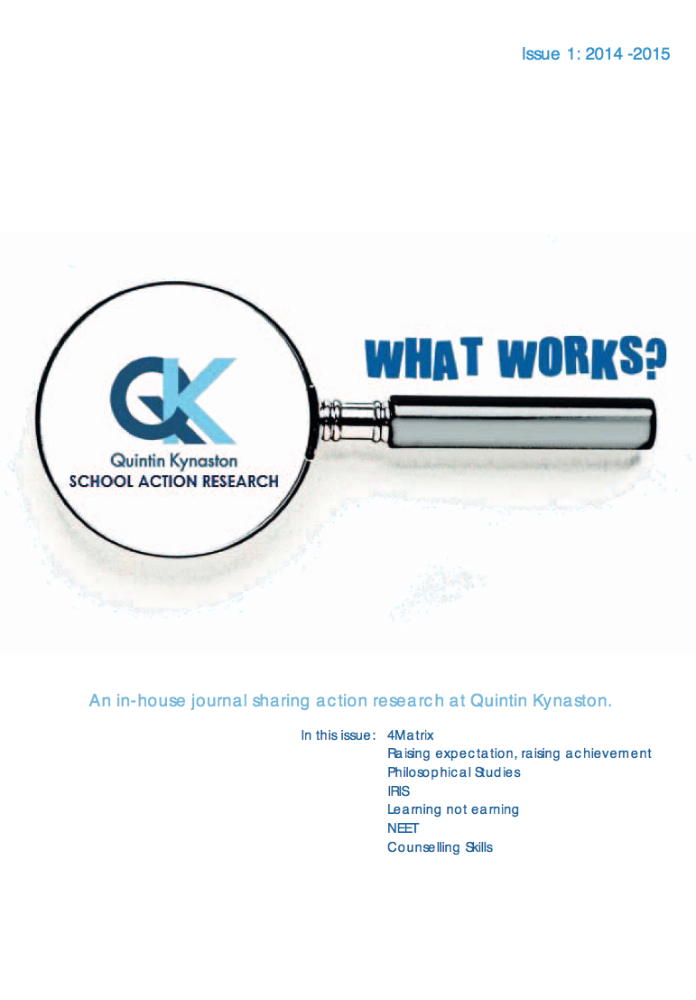 Issue 1: 2014 -2015
WHAT WORKS?
QK
Quintin Kynaston
SCHOOL ACTION RESEARCH
An in-house journal sharing action research at Quintin Kynaston.
In this issue: 4Matrix
Raising expectation, raising achievement
Philosophical Studies
IRIS
Learning not earning
NEET
Counselling Skills